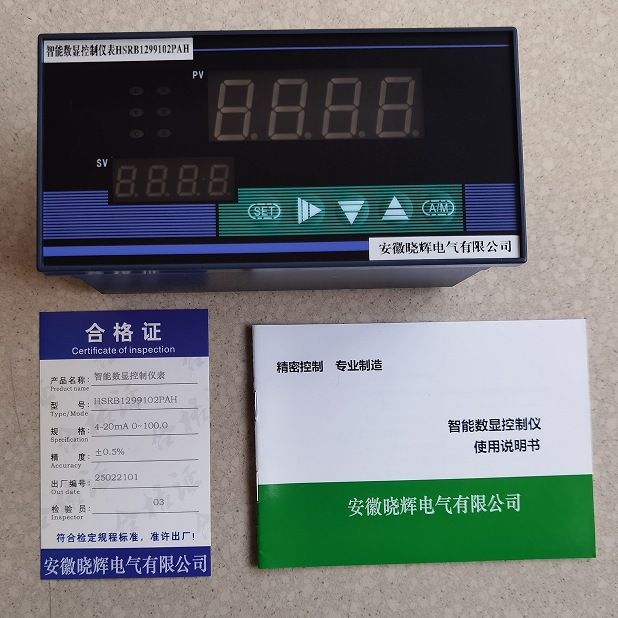 智能数显控制仪表HSRB1299102PAH
PV
SV
SET
A/M
安徽晓辉电气有限公司
合格证
Certificate of inspection
产品名称: 智能数显控制仪表
Product name
型 号: HSRB1299102PAH
Type/Mode
规 格: 4-20mA 0~100.0
Specification
精 度: ±0.5%
Accuracy
出厂编号: 25022101
Out date
检 验 员: 03
Inspector
符合检定规程标准，准许出厂!
安徽晓辉电气有限公司
精密控制 专业制造
智能数显控制仪
使用说明书
安徽晓辉电气有限公司